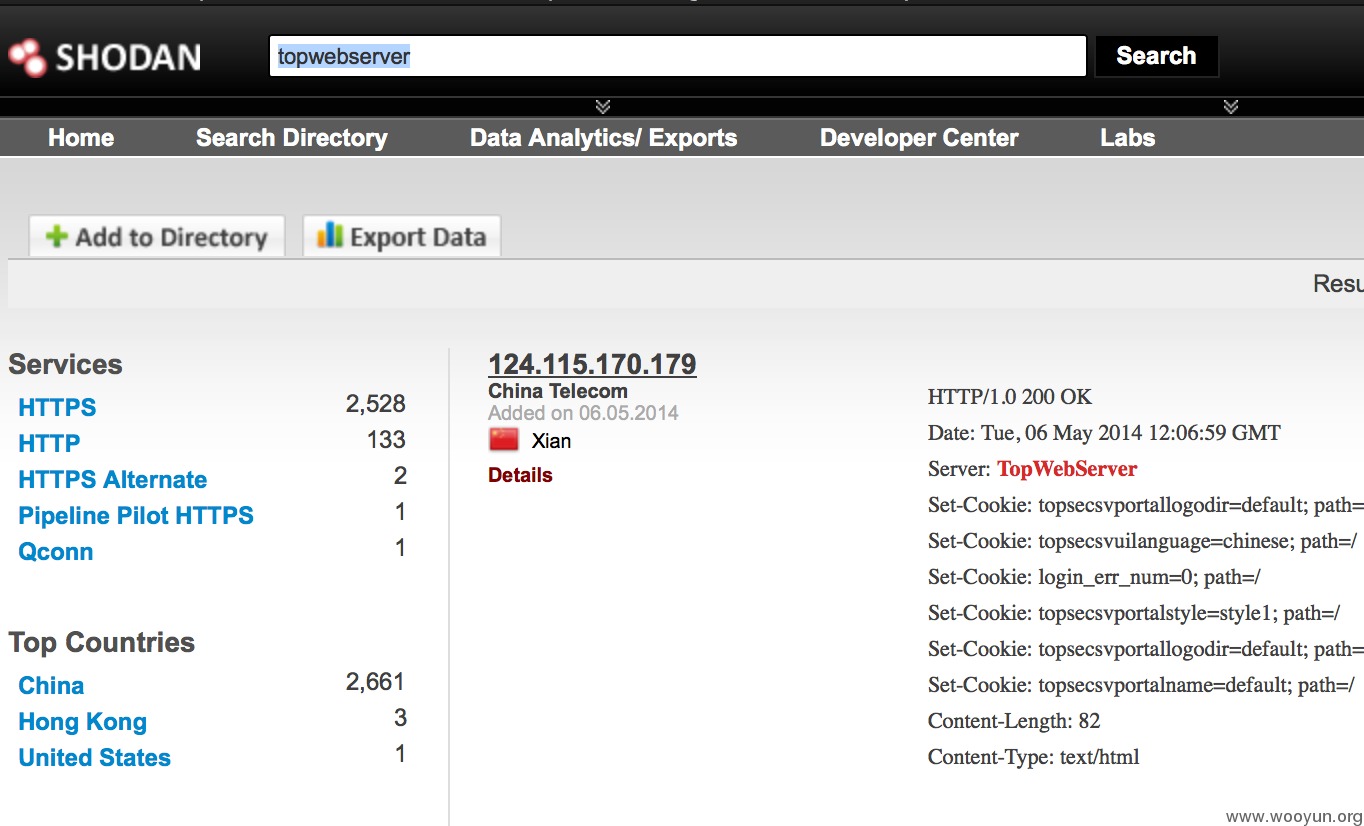 SHODAN
topwebserver
Search
Home Search Directory Data Analytics/ Exports Developer Center Labs
Add to Directory Export Data
Services
HTTPS 2,528
HTTP 133
HTTPS Alternate 2
Pipeline Pilot HTTPS 1
Qconn 1
Top Countries
China 2,661
Hong Kong 3
United States 1
124.115.170.179
China Telecom
Added on 06.05.2014
Xian
Details
HTTP/1.0 200 OK
Date: Tue, 06 May 2014 12:06:59 GMT
Server: TopWebServer
Set-Cookie: topsecsvportallogodir=default; path=
Set-Cookie: topsecsvuilanguage=chinese; path=/
Set-Cookie: login_err_num=0; path=/
Set-Cookie: topsecsvportalstyle=style1; path=/
Set-Cookie: topsecsvportallogodir=default; path=
Set-Cookie: topsecsvportalname=default; path=/
Content-Length: 82
Content-Type: text/html
www.wooyun.org